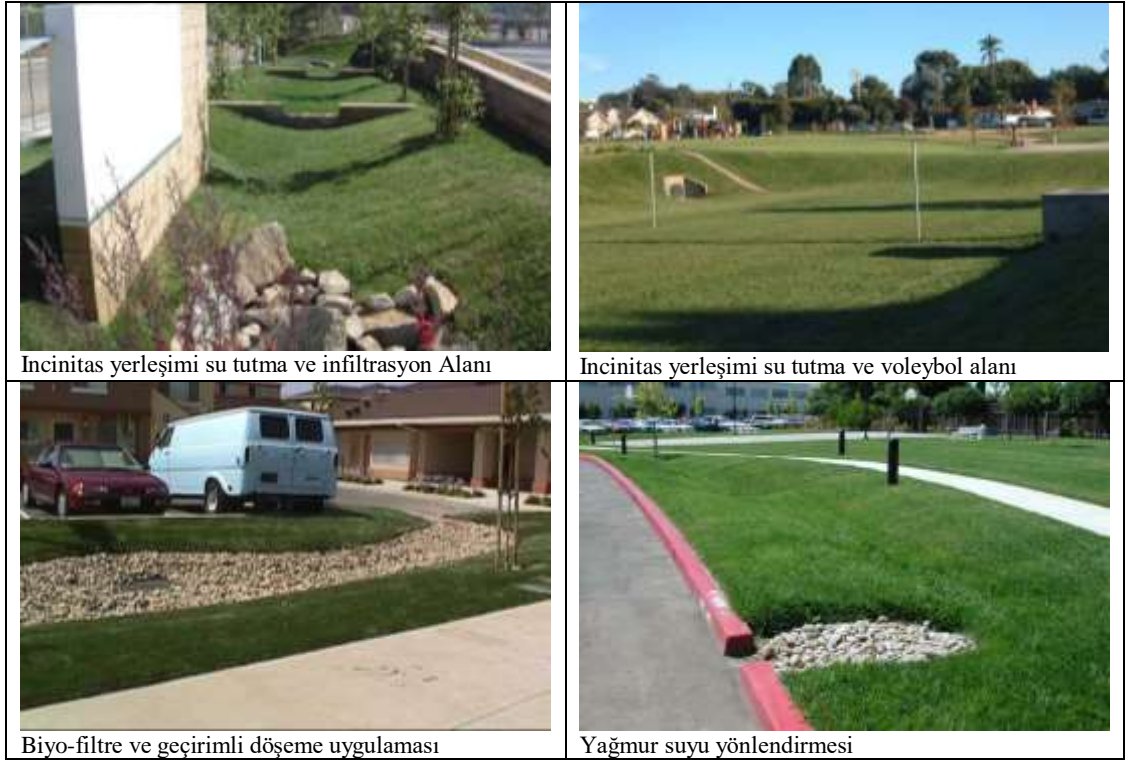 Incinitas yerleşimi su tutma ve infiltrasyon Alanı
Incinitas yerleşimi su tutma ve voleybol alanı
Biyo-filtre ve geçirimli döşeme uygulaması
Yağmur suyu yönlendirmesi